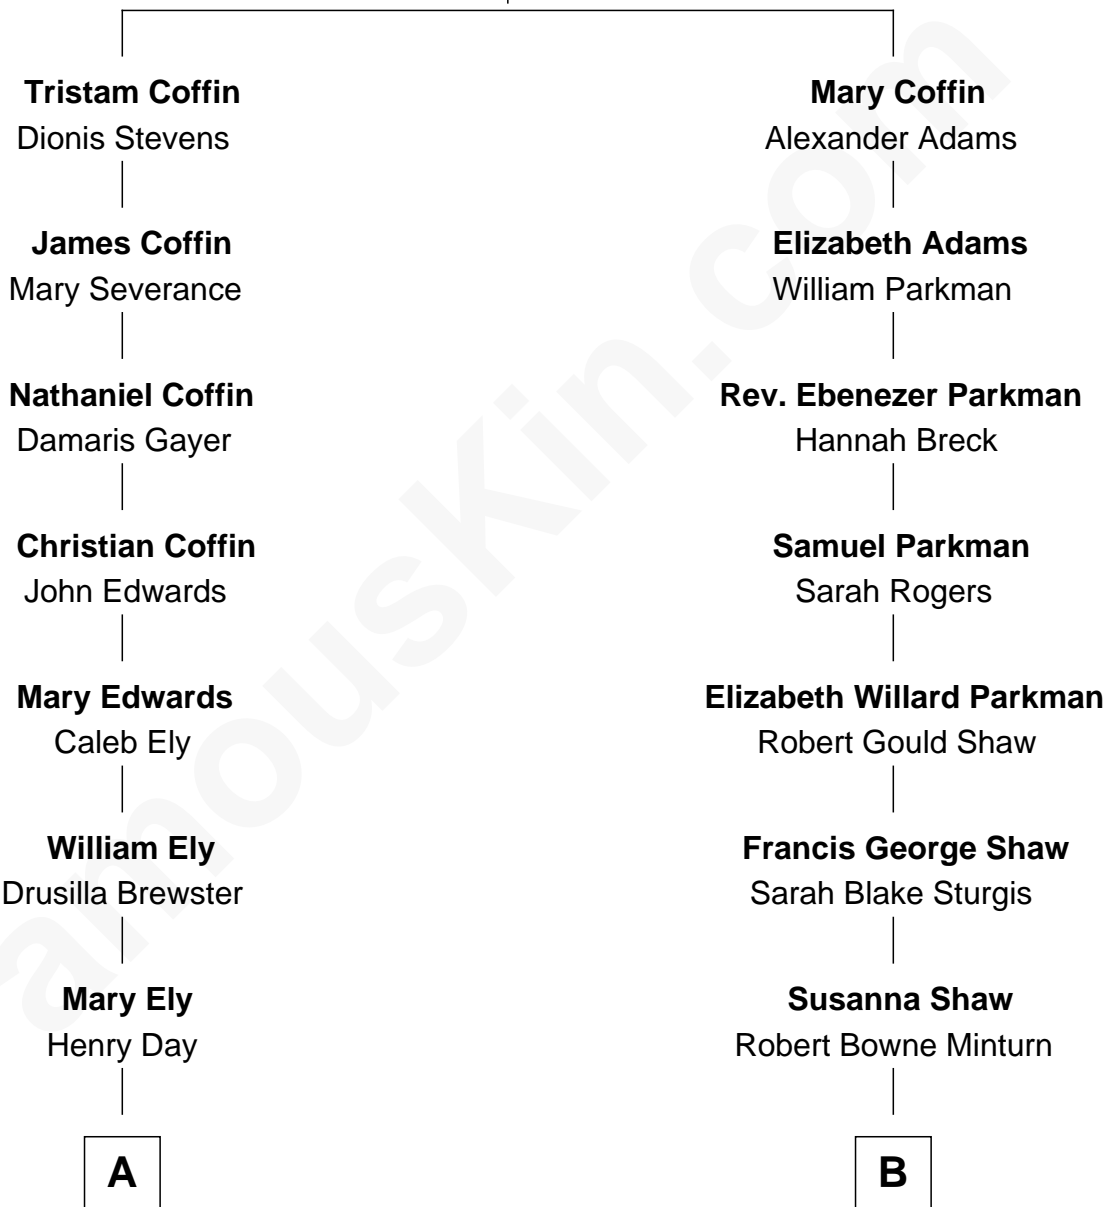 Tristam Coffin
Dionis Stevens
James Coffin
Mary Severance
Nathaniel Coffin
Damaris Gayer
Christian Coffin
John Edwards
Mary Edwards
Caleb Ely
William Ely
Drusilla Brewster
Mary Ely
Henry Day
A
Mary Coffin
Alexander Adams
Elizabeth Adams
William Parkman
Rev. Ebenezer Parkman
Hannah Breck
Samuel Parkman
Sarah Rogers
Elizabeth Willard Parkman
Robert Gould Shaw
Francis George Shaw
Sarah Blake Sturgis
Susanna Shaw
Robert Bowne Minturn
B
amousKin.com